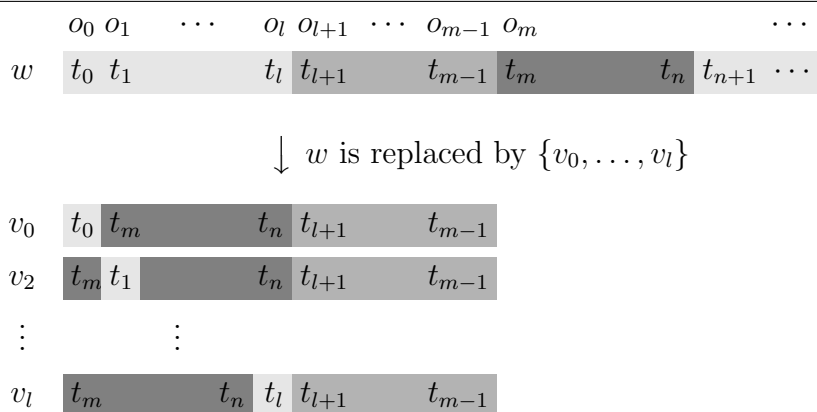 o_0 o_1 ⋯ o_l o_{l+1} ⋯ o_{m−1} o_m ⋯
w t_0 t_1 t_l t_{l+1} t_{m−1} t_m t_n t_{n+1} ⋯
↓ w is replaced by {v_0, . . . , v_l}
v_0 t_0 t_m t_n t_{l+1} t_{m−1}
v_2 t_m t_1 t_n t_{l+1} t_{m−1}
⋮ ⋮
v_l t_m t_n t_l t_{l+1} t_{m−1}